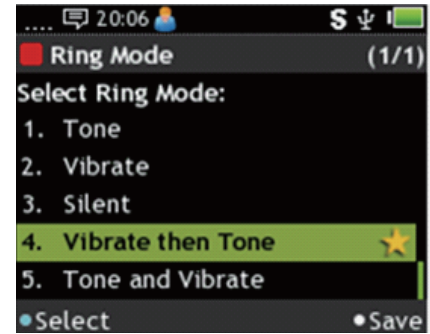 .... 20:06 S
Ring Mode (1/1)
Select Ring Mode:
1. Tone
2. Vibrate
3. Silent
4. Vibrate then Tone
5. Tone and Vibrate
Select Save